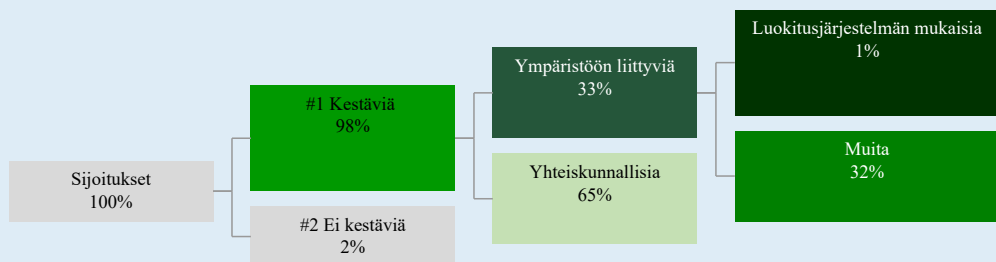 Sijoitukset
100%
#1 Kestäviä
98%
#2 Ei kestäviä
2%
Ympäristöön liittyviä
33%
Yhteiskunnallisia
65%
Luokitusjärjestelmän mukaisia
1%
Muita
32%